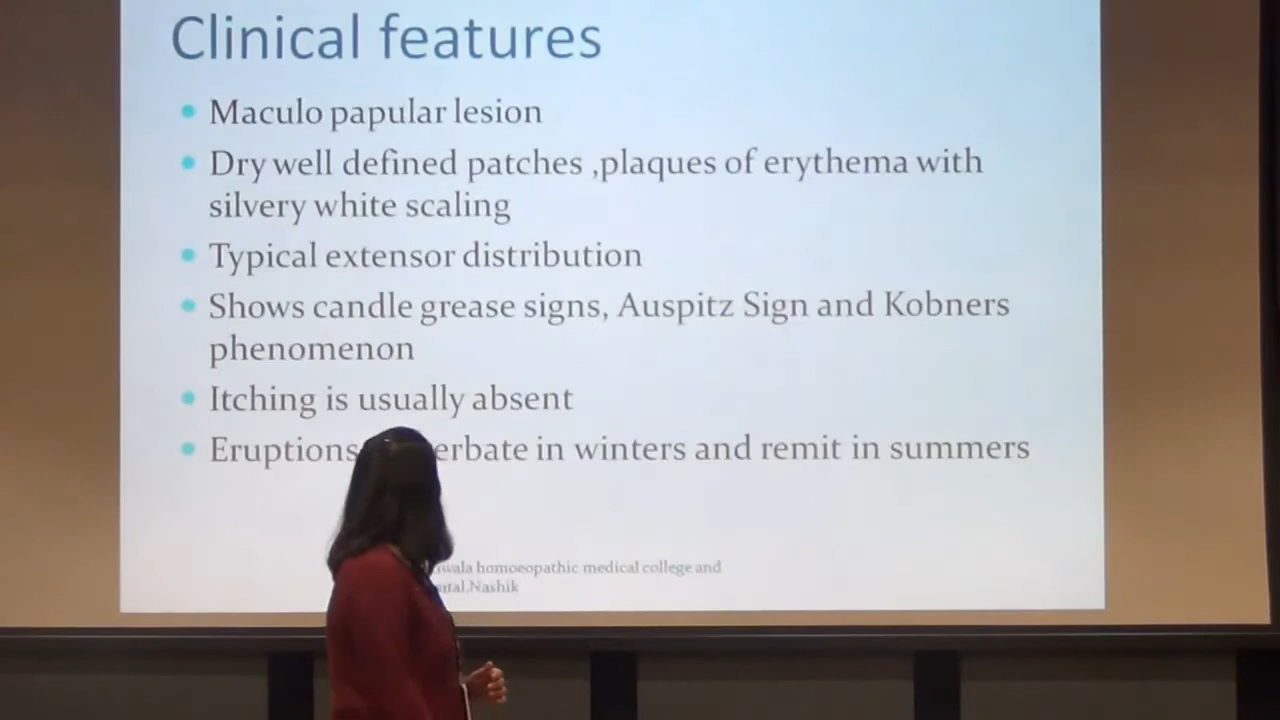 Clinical features
Maculo papular lesion
Dry well defined patches ,plaques of erythema with
silvery white scaling
Typical extensor distribution
Shows candle grease signs, Auspitz Sign and Kobners
phenomenon
Itching is usually absent
Eruptions in winters and remit in summers
homoeopathic medical college and
Nashik